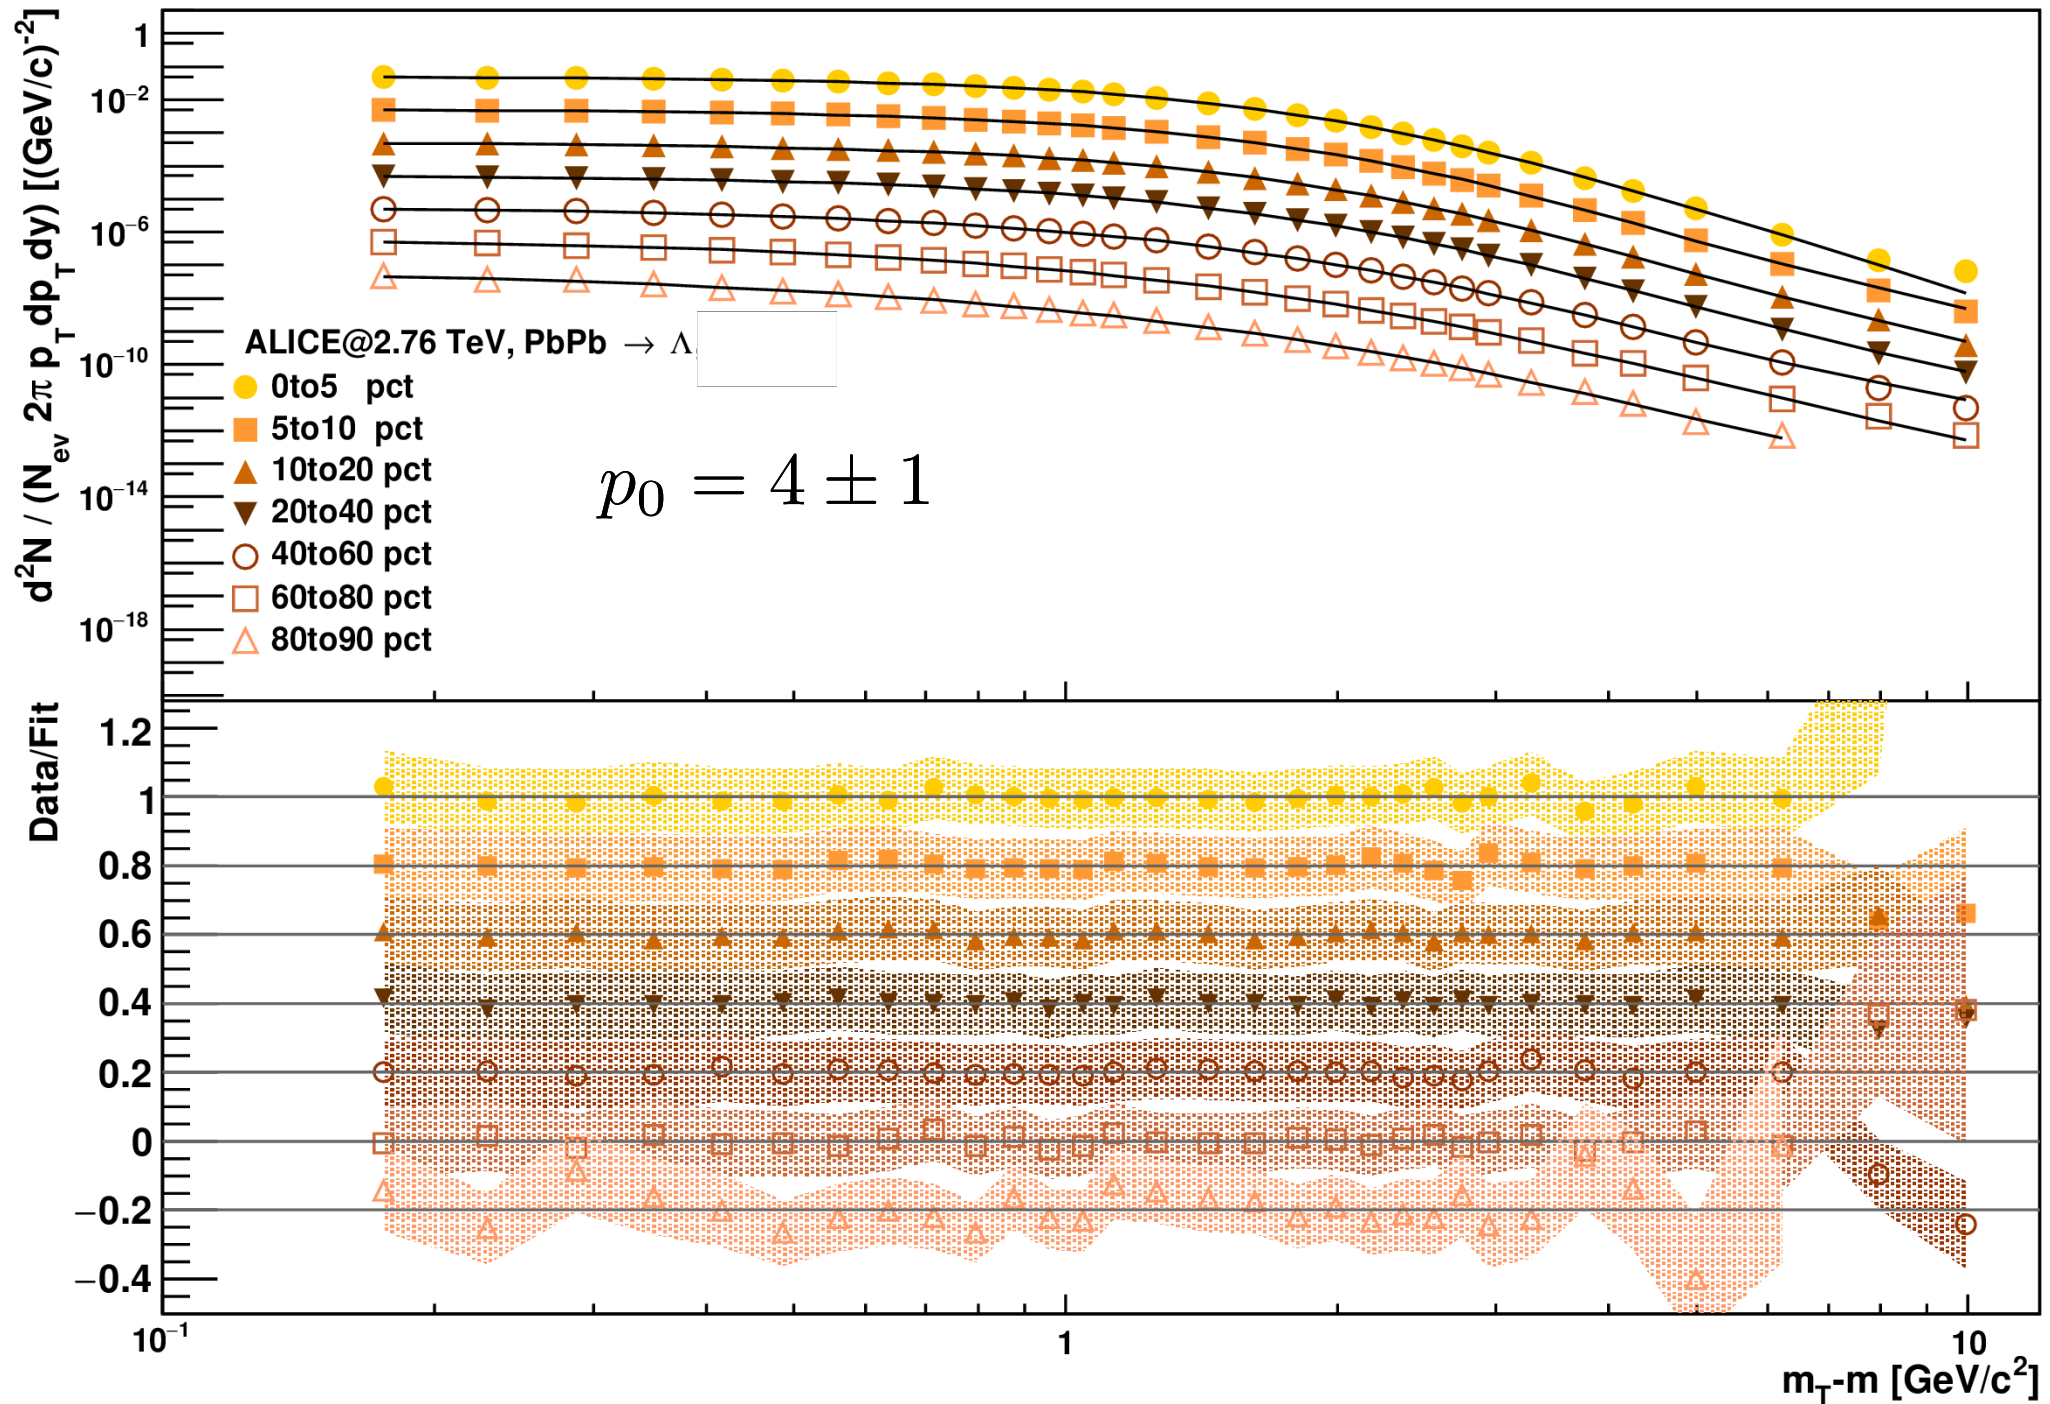 d²N / (N_ev 2π p_T dp_T dy) [(GeV/c)⁻²]
1
10⁻²
10⁻⁶
10⁻¹⁰
10⁻¹⁴
10⁻¹⁸
ALICE@2.76 TeV, PbPb → Λ,
0to5 pct
5to10 pct
10to20 pct
20to40 pct
40to60 pct
60to80 pct
80to90 pct
p₀ = 4 ± 1
Data/Fit
1.2
1
0.8
0.6
0.4
0.2
0
−0.2
−0.4
10⁻¹ 1 10
m_T-m [GeV/c²]